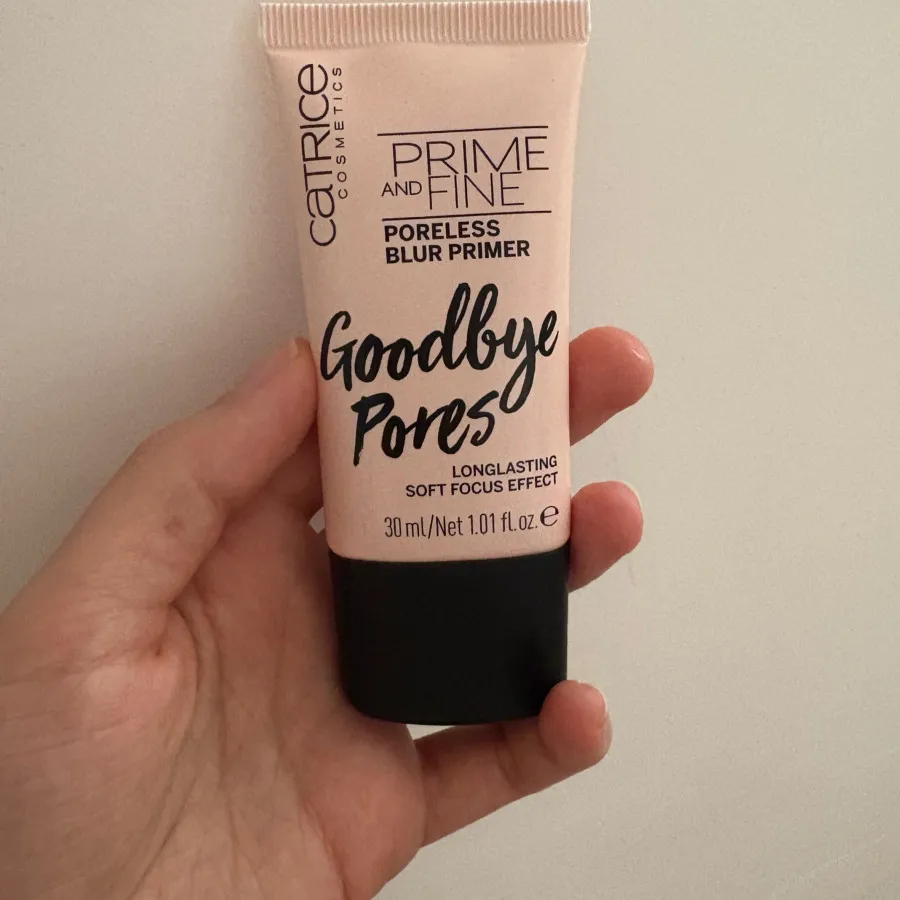 CATRICE
COSMETICS
PRIME
AND FINE
PORELESS
BLUR PRIMER
Goodbye
Pores
LONGLASTING
SOFT FOCUS EFFECT
30 ml/Net 1.01 fl.oz. ℮